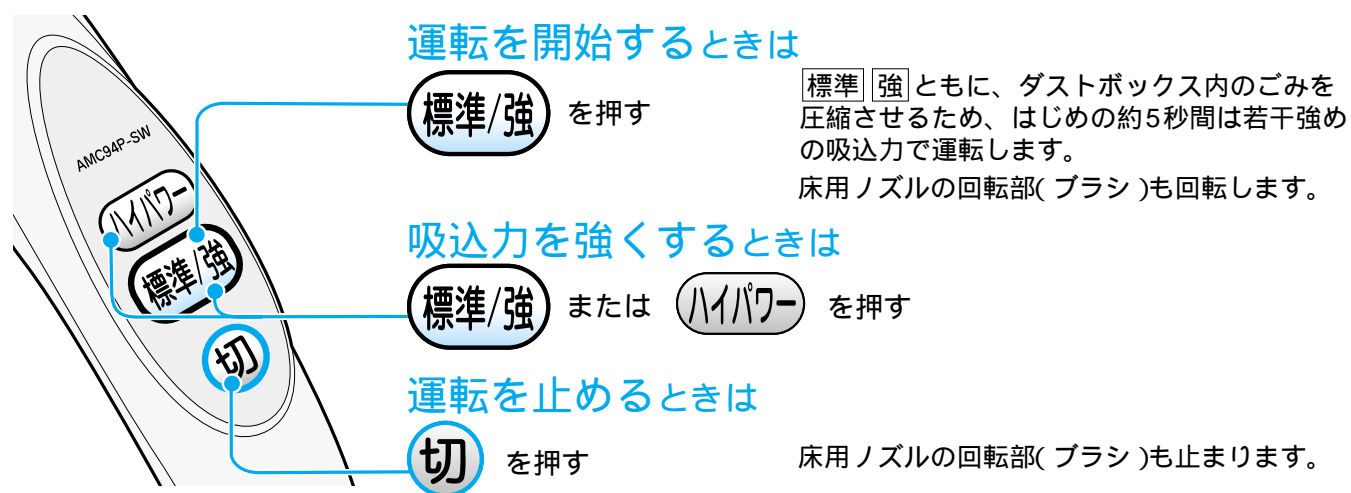 AMC94P-SW
ハイパワー
標準/強
切
運転を開始するときは
標準/強 を押す
標準 強 ともに、ダストボックス内のごみを
圧縮させるため、はじめの約5秒間は若干強め
の吸込力で運転します。
床用ノズルの回転部( ブラシ )も回転します。
吸込力を強くするときは
標準/強 または ハイパワー を押す
運転を止めるときは
切 を押す
床用ノズルの回転部( ブラシ )も止まります。